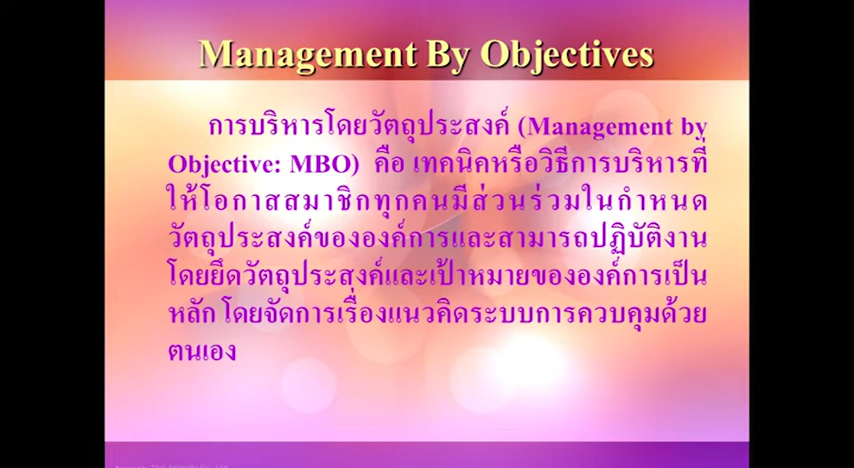 Management By Objectives
การบริหารโดยวัตถุประสงค์ (Management by
Objective: MBO) คือ เทคนิคหรือวิธีการบริหารที่
ให้โอกาสสมาชิกทุกคนมีส่วนร่วมในกำหนด
วัตถุประสงค์ขององค์การและสามารถปฏิบัติงาน
โดยยึดวัตถุประสงค์และเป้าหมายขององค์การเป็น
หลัก โดยจัดการเรื่องแนวคิดระบบการควบคุมด้วย
ตนเอง